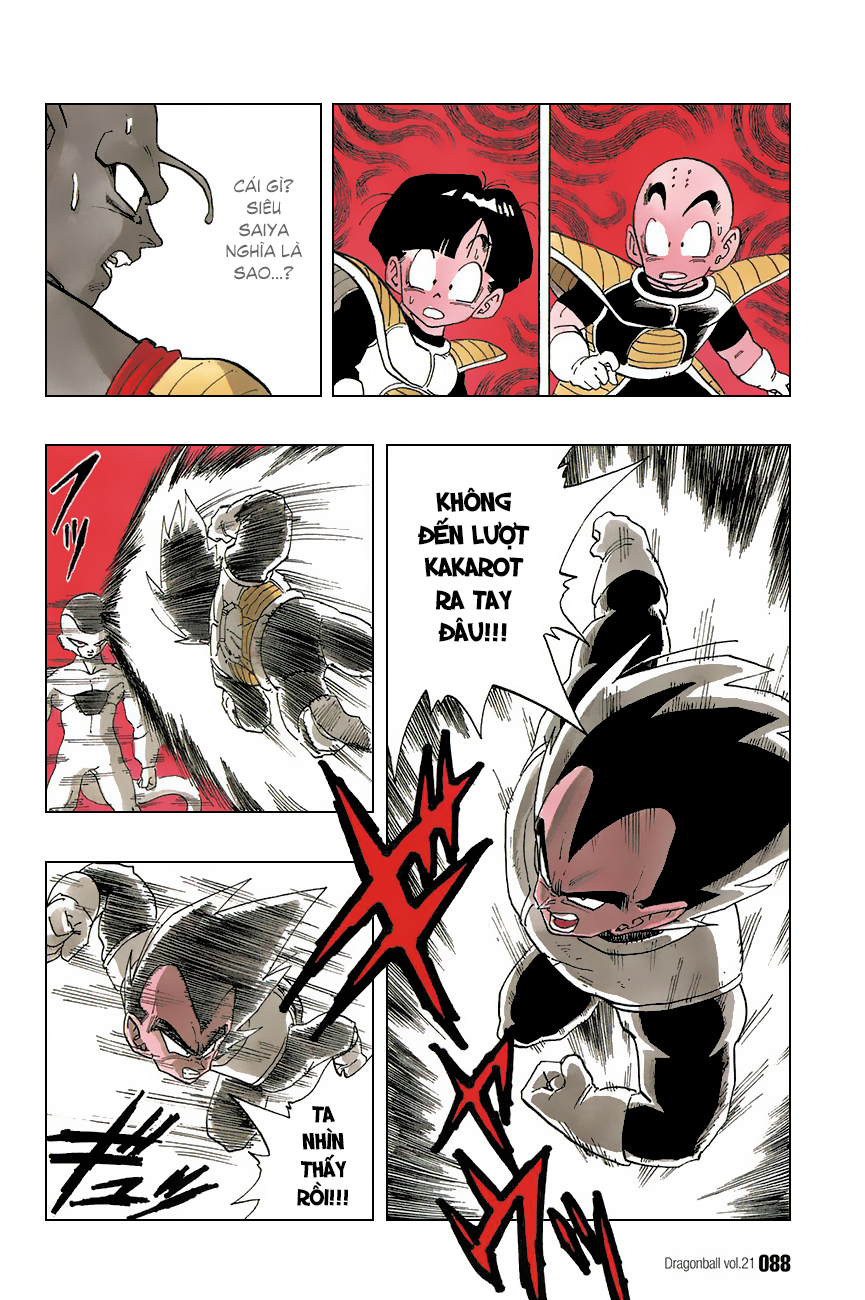 CÁI GÌ?
SIÊU
SAIYA
NGHĨA LÀ
SAO...?
KHÔNG
ĐẾN LƯỢT
KAKAROT
RA TAY
ĐÂU!!!
TA
NHÌN
THẤY
RỒI!!!
Dragonball vol.21 088